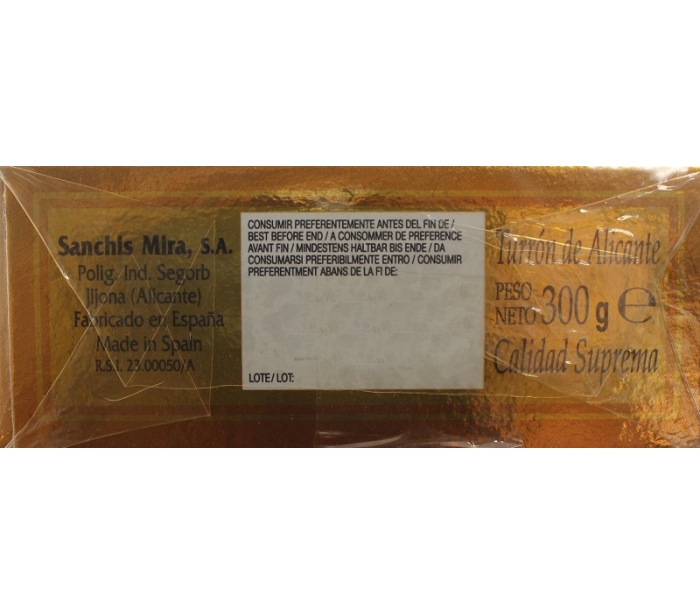 Sanchis Mira, S.A.
Polig. Ind. Segorb
Jijona (Alicante)
Fabricado en España
Made in Spain
R.S.I. 23.00050/A
CONSUMIR PREFERENTEMENTE ANTES DEL FIN DE /
BEST BEFORE END / A CONSOMMER DE PREFERENCE
AVANT FIN / MINDESTENS HALTBAR BIS ENDE / DA
CONSUMARSI PREFERIBILMENTE ENTRO / CONSUMIR
PREFERENTMENT ABANS DE LA FI DE:
LOTE / LOT:
Turrón de Alicante
PESO
NETO 300 g e
Calidad Suprema